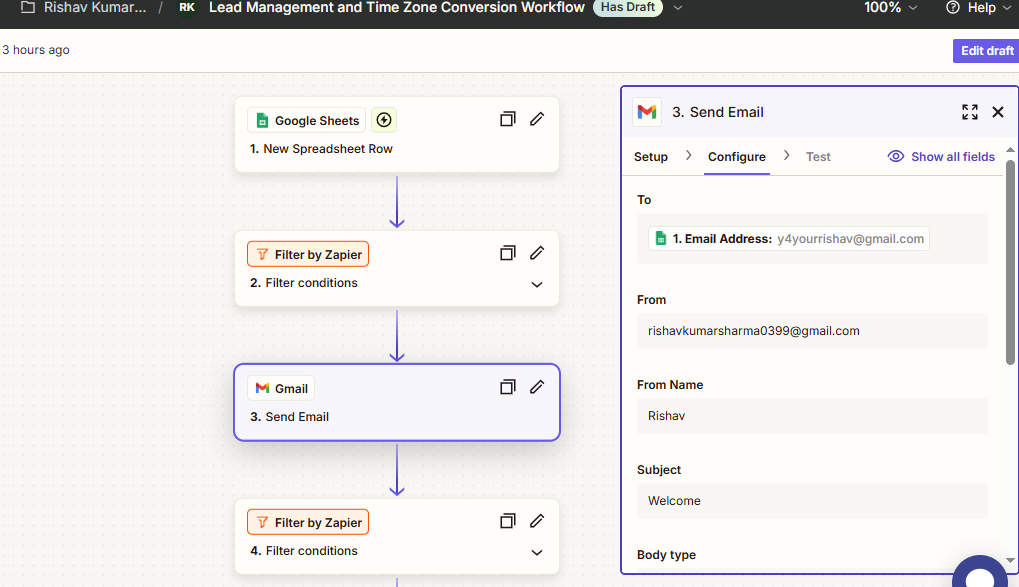 Rishav Kumar... / RK Lead Management and Time Zone Conversion Workflow Has Draft 100% Help
3 hours ago
Edit draft
Google Sheets
1. New Spreadsheet Row
Filter by Zapier
2. Filter conditions
Gmail
3. Send Email
Filter by Zapier
4. Filter conditions
3. Send Email
Setup Configure Test Show all fields
To
1. Email Address: y4yourrishav@gmail.com
From
rishavkumarsharma0399@gmail.com
From Name
Rishav
Subject
Welcome
Body type